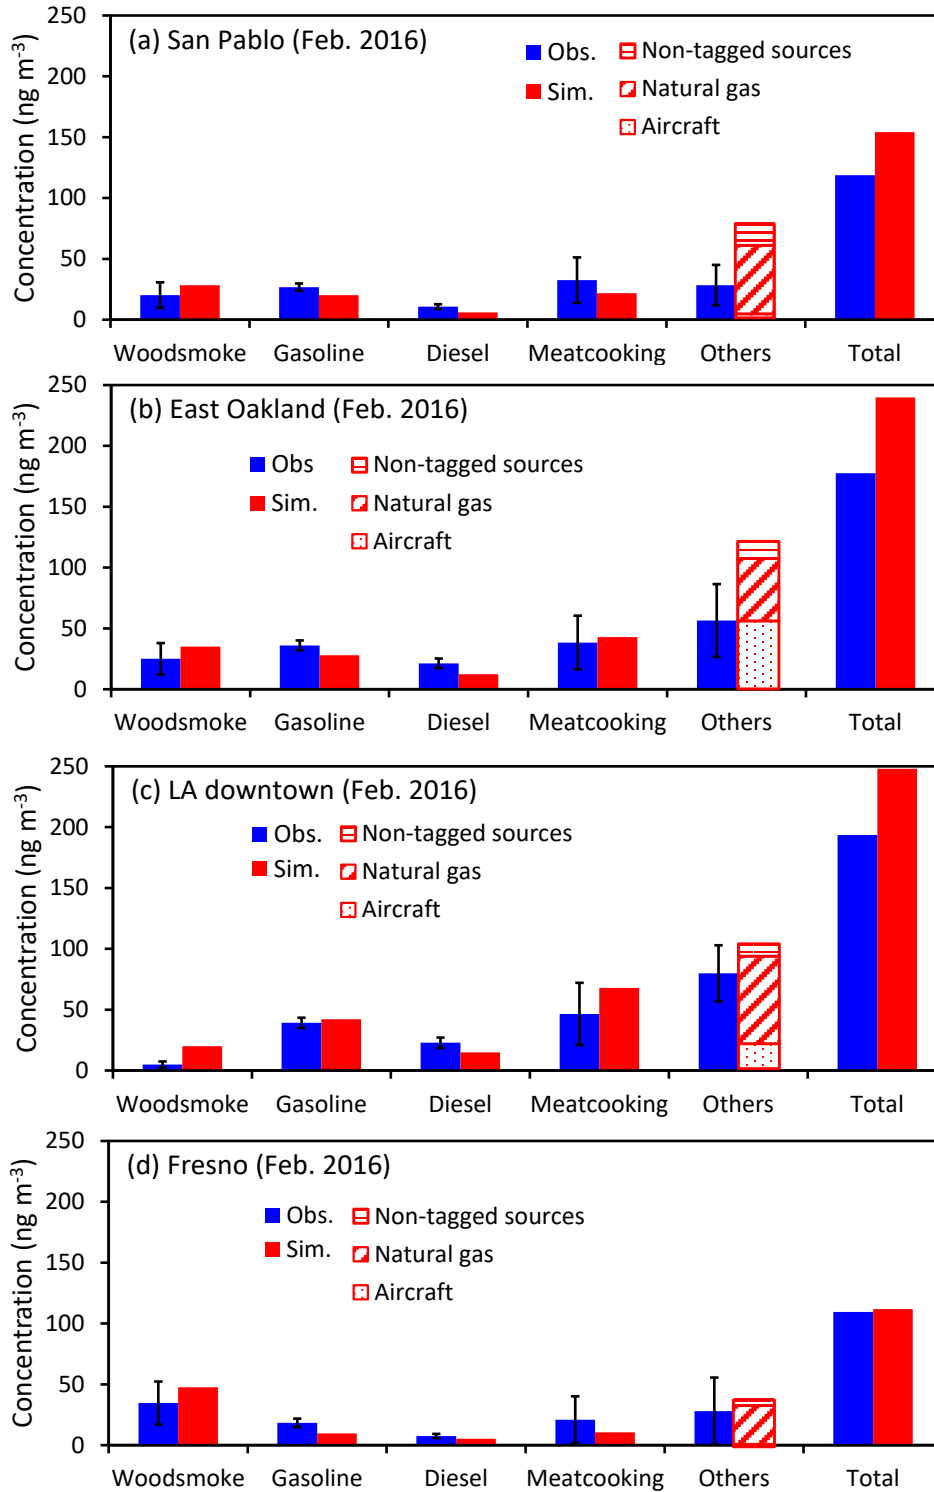 (a) San Pablo (Feb. 2016)
Obs.
Sim.
Non-tagged sources
Natural gas
Aircraft
Concentration (ng m-3)
250
200
150
100
50
0
Woodsmoke Gasoline Diesel Meatcooking Others Total
(b) East Oakland (Feb. 2016)
Obs
Sim.
Non-tagged sources
Natural gas
Aircraft
Concentration (ng m-3)
250
200
150
100
50
0
Woodsmoke Gasoline Diesel Meatcooking Others Total
(c) LA downtown (Feb. 2016)
Obs.
Sim.
Non-tagged sources
Natural gas
Aircraft
Concentration (ng m-3)
250
200
150
100
50
0
Woodsmoke Gasoline Diesel Meatcooking Others Total
(d) Fresno (Feb. 2016)
Obs.
Sim.
Non-tagged sources
Natural gas
Aircraft
Concentration (ng m-3)
250
200
150
100
50
0
Woodsmoke Gasoline Diesel Meatcooking Others Total